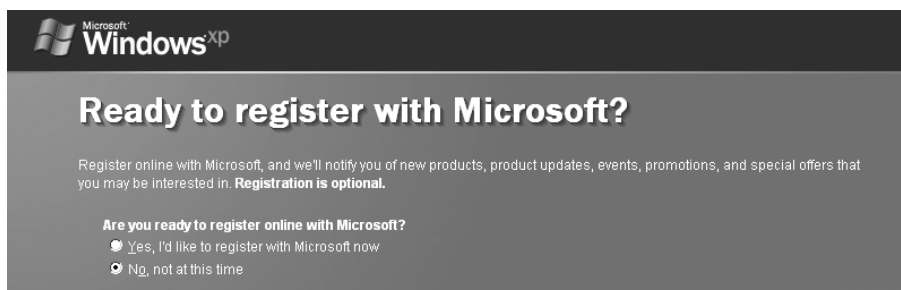 Microsoft
Windows xp
Ready to register with Microsoft?
Register online with Microsoft, and we'll notify you of new products, product updates, events, promotions, and special offers that
you may be interested in. Registration is optional.
Are you ready to register online with Microsoft?
Yes, I'd like to register with Microsoft now
No, not at this time